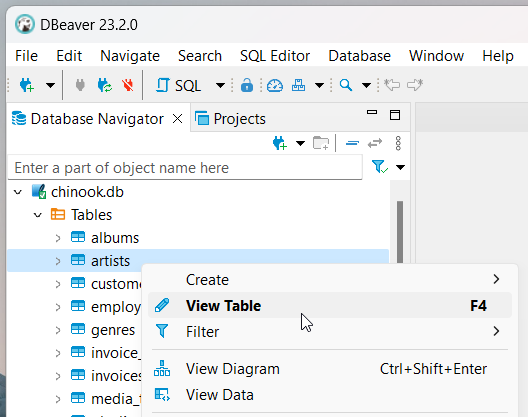 DBeaver 23.2.0
File Edit Navigate Search SQL Editor Database Window Help
SQL
Database Navigator Projects
Enter a part of object name here
chinook.db
Tables
albums
artists
custome
Create
employ
View Table F4
genres
Filter
invoice_
invoices
View Diagram Ctrl+Shift+Enter
media_
View Data